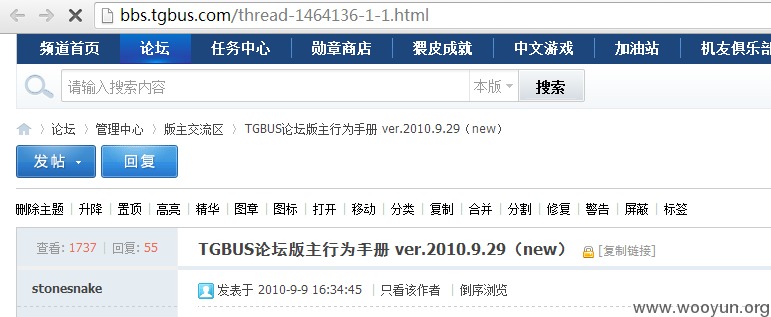 bbs.tgbus.com/thread-1464136-1-1.html
频道首页 论坛 任务中心 勋章商店 猥皮成就 中文游戏 加油站 机友俱乐部
请输入搜索内容 本版 搜索
论坛 管理中心 版主交流区 TGBUS论坛版主行为手册 ver.2010.9.29（new）
发帖 回复
删除主题 | 升降 | 置顶 | 高亮 | 精华 | 图章 | 图标 | 打开 | 移动 | 分类 | 复制 | 合并 | 分割 | 修复 | 警告 | 屏蔽 | 标签
查看: 1737 | 回复: 55 TGBUS论坛版主行为手册 ver.2010.9.29（new） [复制链接]
stonesnake 发表于 2010-9-9 16:34:45 | 只看该作者 | 倒序浏览
www.wooyun.org